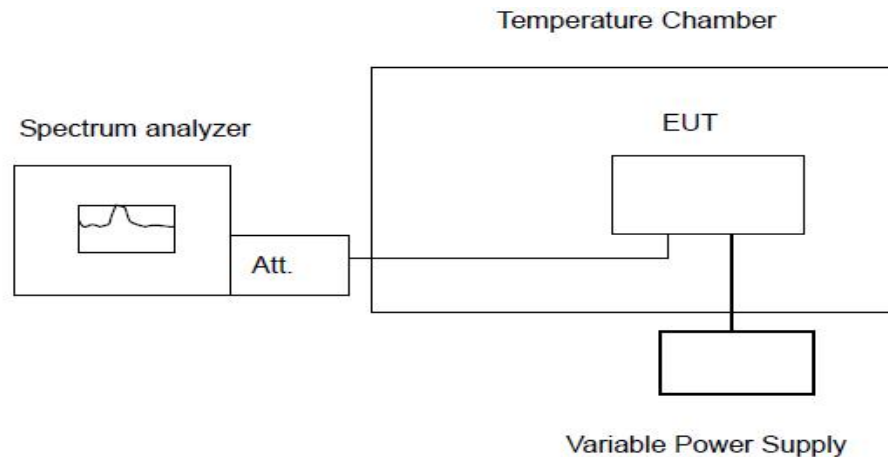 Temperature Chamber
Spectrum analyzer
EUT
Att.
Variable Power Supply